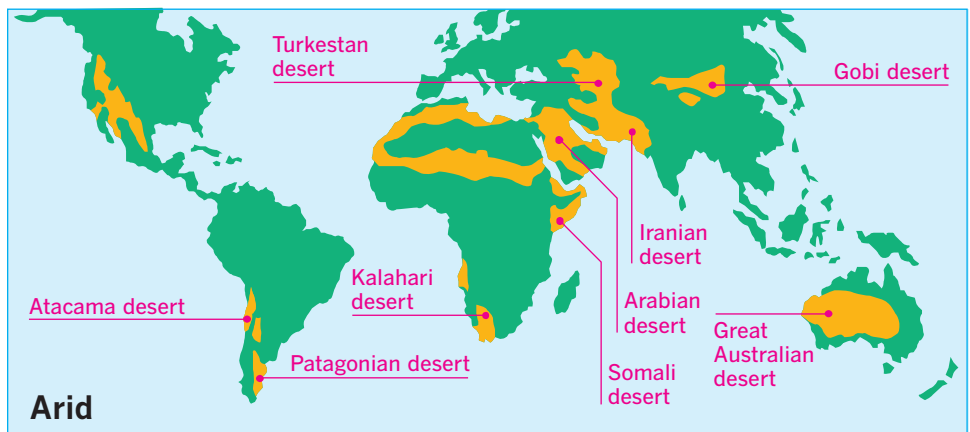 Turkestan
desert
Gobi desert
Iranian
desert
Kalahari
desert
Atacama desert
Arabian
desert
Great
Australian
desert
Patagonian desert
Somali
desert
Arid